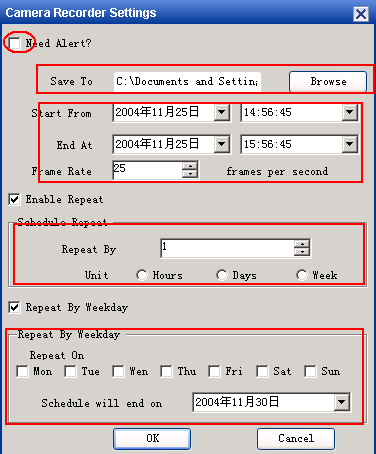 Camera Recorder Settings
Need Alert?
Save To C:\Documents and Settin Browse
Start From 2004年11月25日 14:56:45
End At 2004年11月25日 15:56:45
Frame Rate 25 frames per second
Enable Repeat
Schedule Repeat
Repeat By 1
Unit Hours Days Week
Repeat By Weekday
Repeat By Weekday
Repeat On
Mon Tue Wen Thu Fri Sat Sun
Schedule will end on 2004年11月30日
OK Cancel